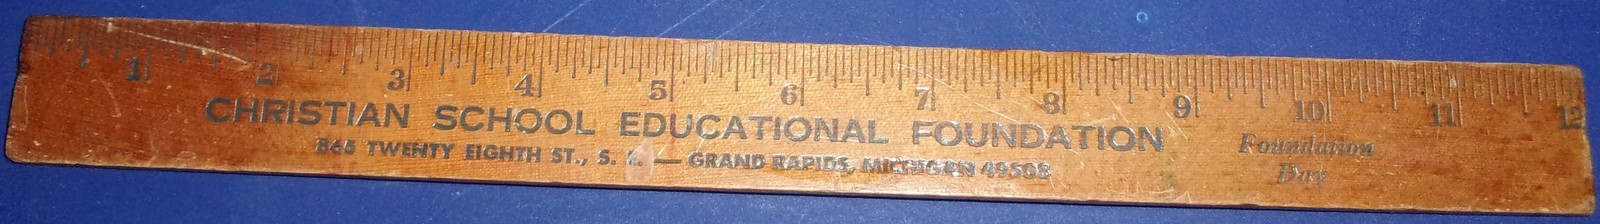 1 2 3 4 5 6 7 8 9 10 11 12
CHRISTIAN SCHOOL EDUCATIONAL FOUNDATION
865 TWENTY EIGHTH ST., S. E. — GRAND RAPIDS, MICHIGAN 49508
Foundation
Day